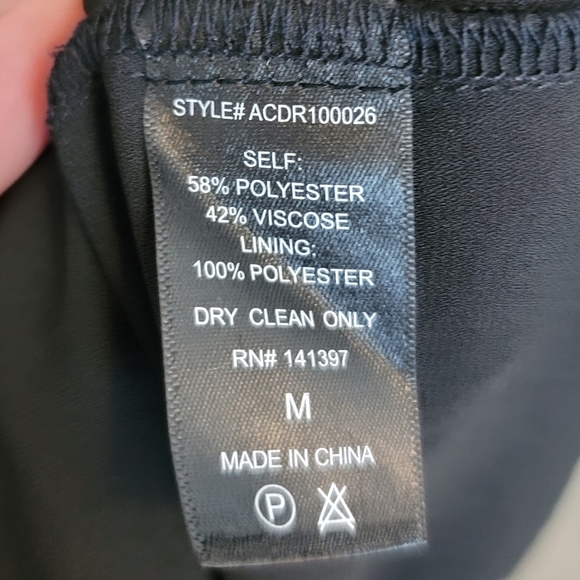 STYLE# ACDR100026
SELF:
58% POLYESTER
42% VISCOSE
LINING:
100% POLYESTER
DRY CLEAN ONLY
RN# 141397
M
MADE IN CHINA
P